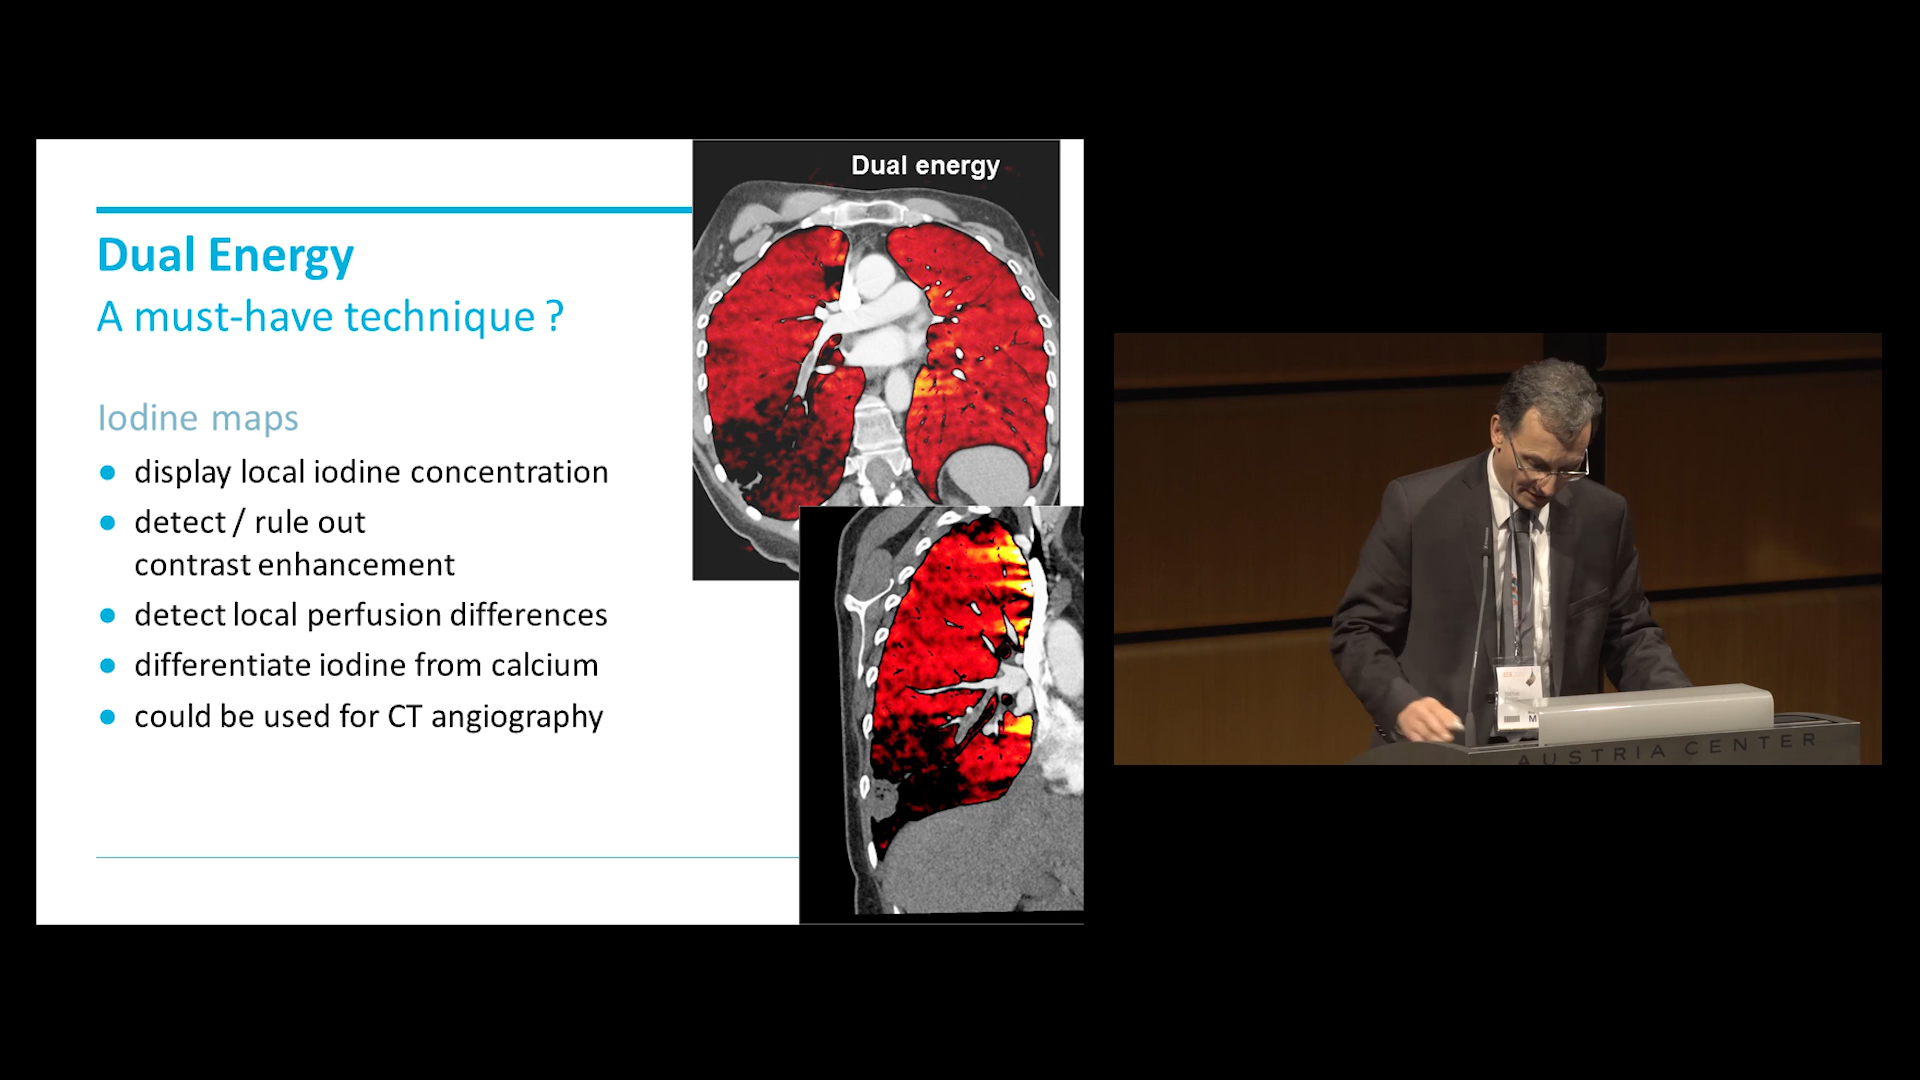 Dual energy
Dual Energy
A must-have technique ?
Iodine maps
display local iodine concentration
detect / rule out
contrast enhancement
detect local perfusion differences
differentiate iodine from calcium
could be used for CT angiography
AUSTRIA CENTER